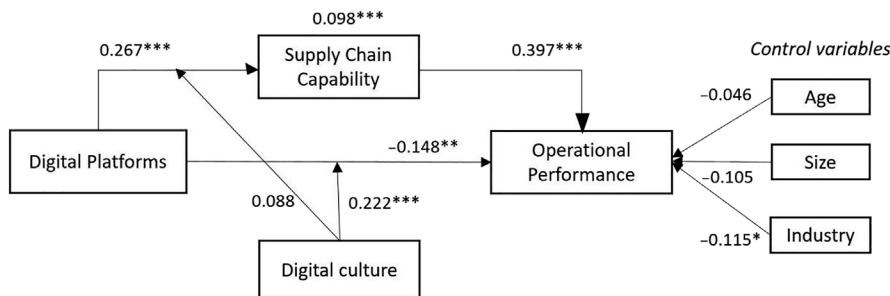 0.098***
0.267***
Supply Chain
Capability
0.397***
Control variables
−0.046
Age
Digital Platforms
−0.148**
Operational
Performance
Size
−0.105
0.088
0.222***
−0.115*
Industry
Digital culture